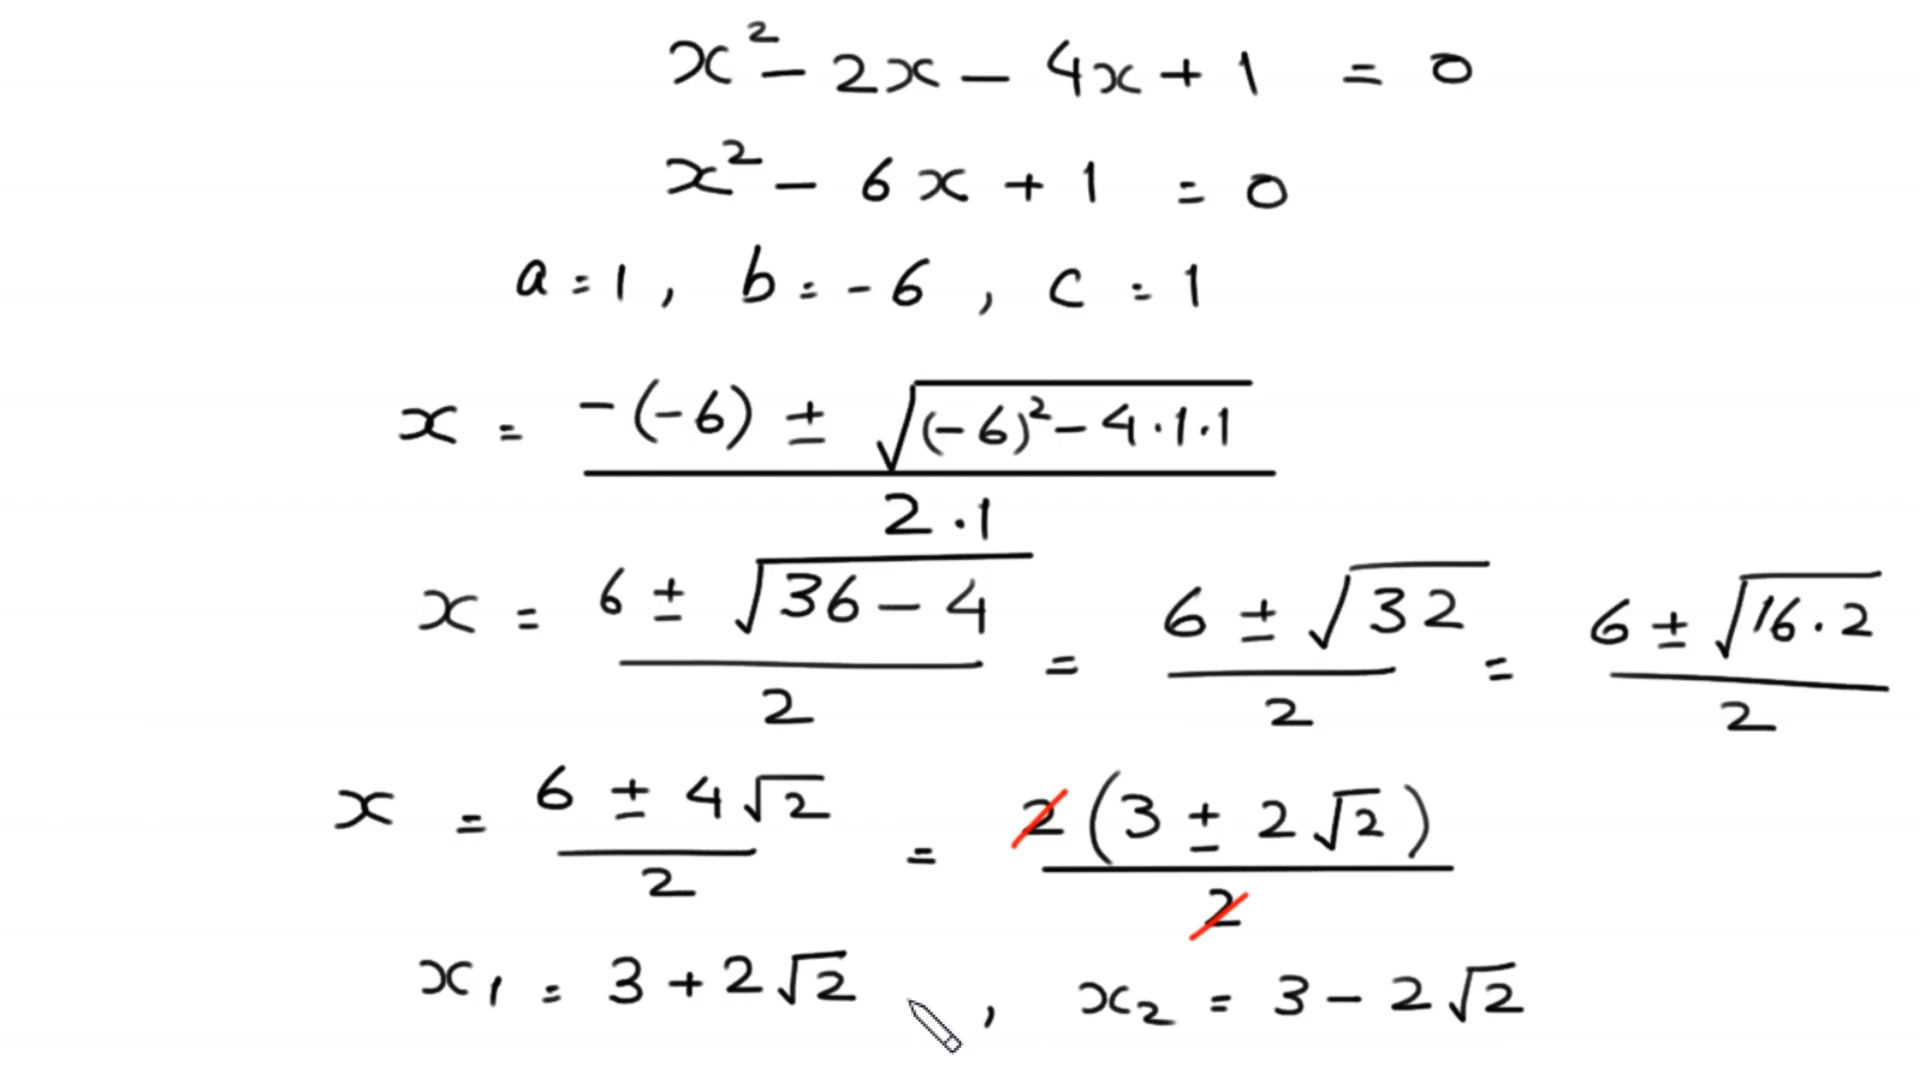 x² - 2x - 4x + 1 = 0
x² - 6x + 1 = 0
a = 1, b = -6, c = 1
x = (-(-6) ± √((-6)² - 4·1·1)) / (2·1)
x = (6 ± √(36 - 4)) / 2 = (6 ± √32) / 2 = (6 ± √(16·2)) / 2
x = (6 ± 4√2) / 2 = 2(3 ± 2√2) / 2
x₁ = 3 + 2√2, x₂ = 3 - 2√2